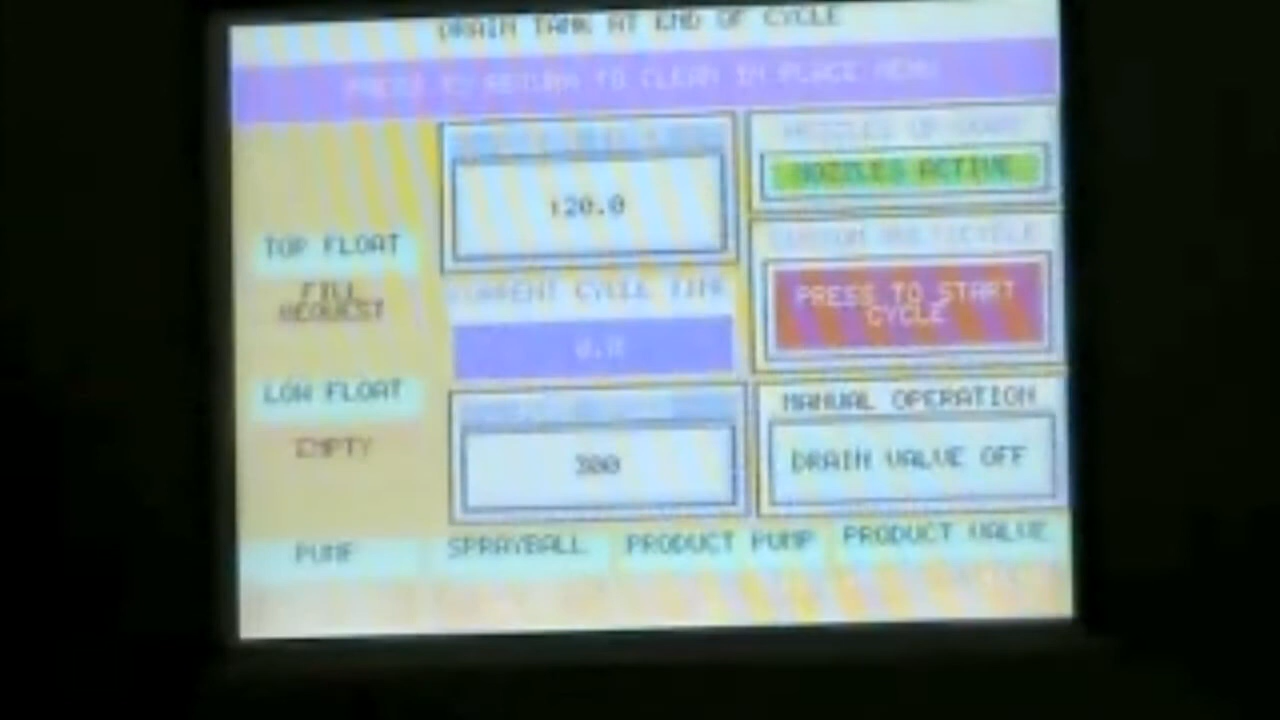 DRAIN TANK AT END OF CYCLE
PRESS TO RETURN TO CLEAN IN PLACE MENU
120.0
NOZZLES ACTIVE
TOP FLOAT
FILL
REQUEST
CURRENT CYCLE TIME
PRESS TO START
CYCLE
0.0
LOW FLOAT
MANUAL OPERATION
EMPTY
300
DRAIN VALVE OFF
PUMP
SPRAYBALL
PRODUCT PUMP
PRODUCT VALVE